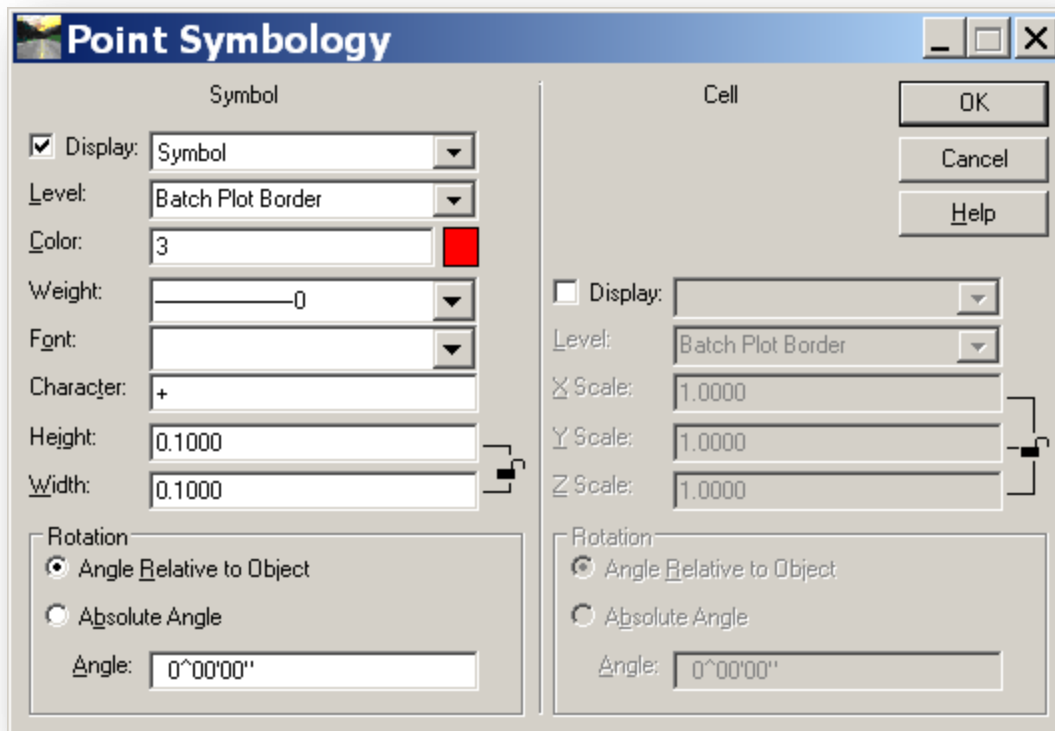 Point Symbology
Symbol
Display: Symbol
Level: Batch Plot Border
Color: 3
Weight: 0
Font:
Character: +
Height: 0.1000
Width: 0.1000
Rotation
Angle Relative to Object
Absolute Angle
Angle: 0^00'00"
Cell
OK
Cancel
Help
Display:
Level: Batch Plot Border
X Scale: 1.0000
Y Scale: 1.0000
Z Scale: 1.0000
Rotation
Angle Relative to Object
Absolute Angle
Angle: 0^00'00"